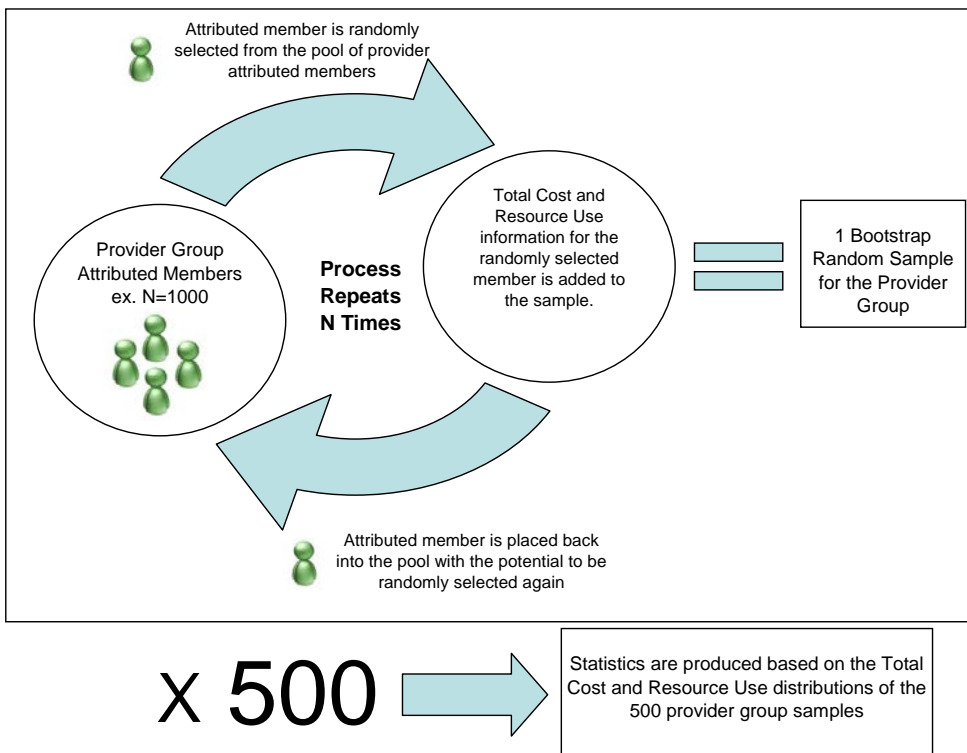 Attributed member is randomly
selected from the pool of provider
attributed members
Provider Group
Attributed Members
ex. N=1000
Process
Repeats
N Times
Total Cost and
Resource Use
information for the
randomly selected
member is added to
the sample.
1 Bootstrap
Random Sample
for the Provider
Group
Attributed member is placed back
into the pool with the potential to be
randomly selected again
X 500
Statistics are produced based on the Total
Cost and Resource Use distributions of the
500 provider group samples